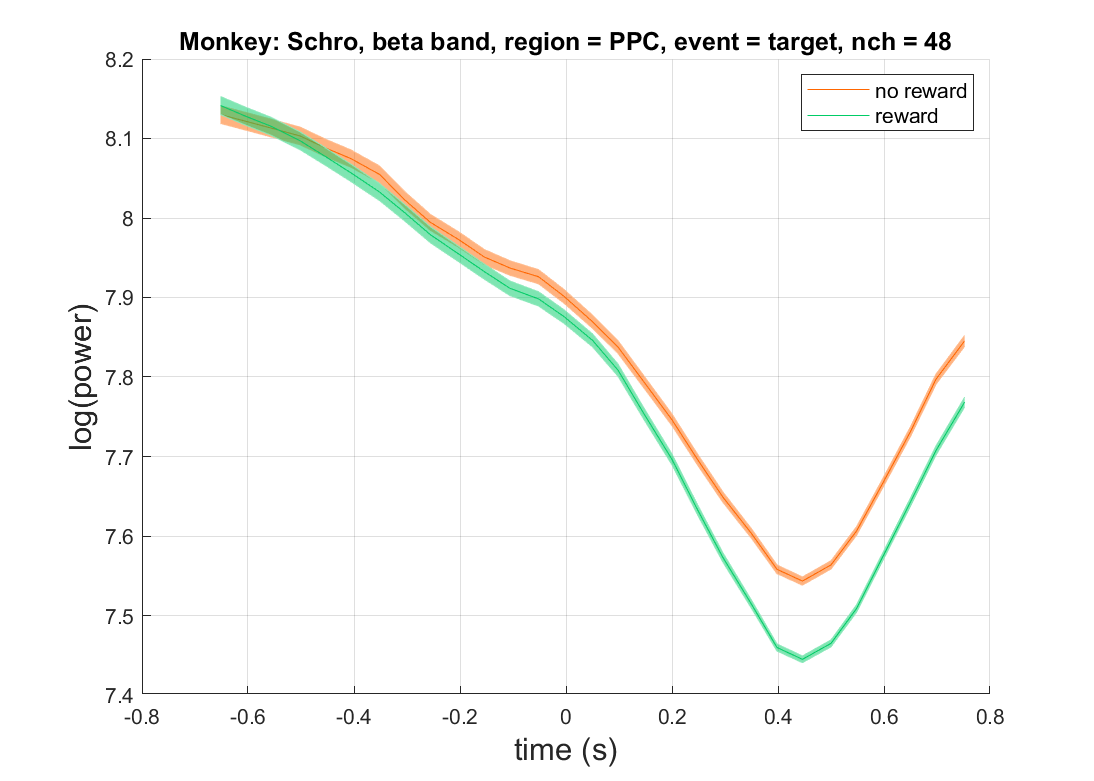 Monkey: Schro, beta band, region = PPC, event = target, nch = 48
8.2
8.1
8
7.9
7.8
7.7
7.6
7.5
7.4
log(power)
no reward
reward
-0.8 -0.6 -0.4 -0.2 0 0.2 0.4 0.6 0.8
time (s)